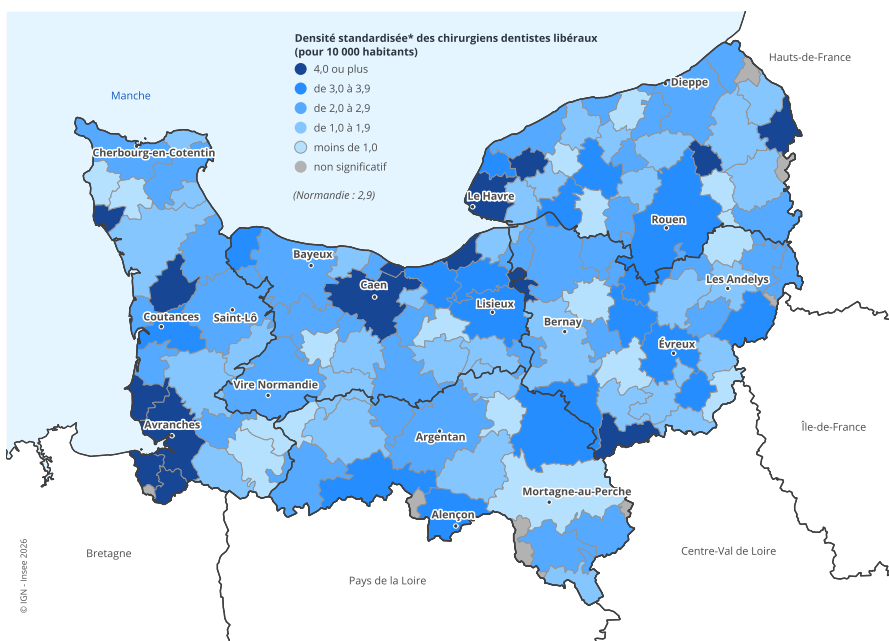 Densité standardisée* des chirurgiens dentistes libéraux
(pour 10 000 habitants)
4,0 ou plus
de 3,0 à 3,9
de 2,0 à 2,9
de 1,0 à 1,9
moins de 1,0
non significatif
(Normandie : 2,9)
Hauts-de-France
Dieppe
Manche
Cherbourg-en-Cotentin
Le Havre
Rouen
Bayeux
Caen
Les Andelys
Lisieux
Coutances
Saint-Lô
Bernay
Évreux
Vire Normandie
Avranches
Argentan
Île-de-France
Mortagne-au-Perche
Alençon
Bretagne
Centre-Val de Loire
Pays de la Loire
© IGN - Insee 2026